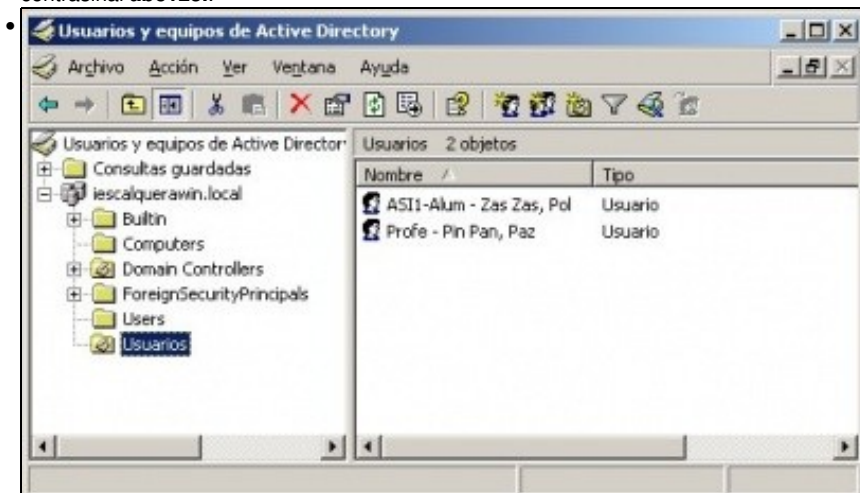 Usuarios y equipos de Active Directory
Archivo Acción Ver Ventana Ayuda
Usuarios y equipos de Active Director
Consultas guardadas
iescalquerawin.local
Builtin
Computers
Domain Controllers
ForeignSecurityPrincipals
Users
Usuarios
Usuarios 2 objetos
Nombre Tipo
ASI1-Alum - Zas Zas, Pol Usuario
Profe - Pin Pan, Paz Usuario